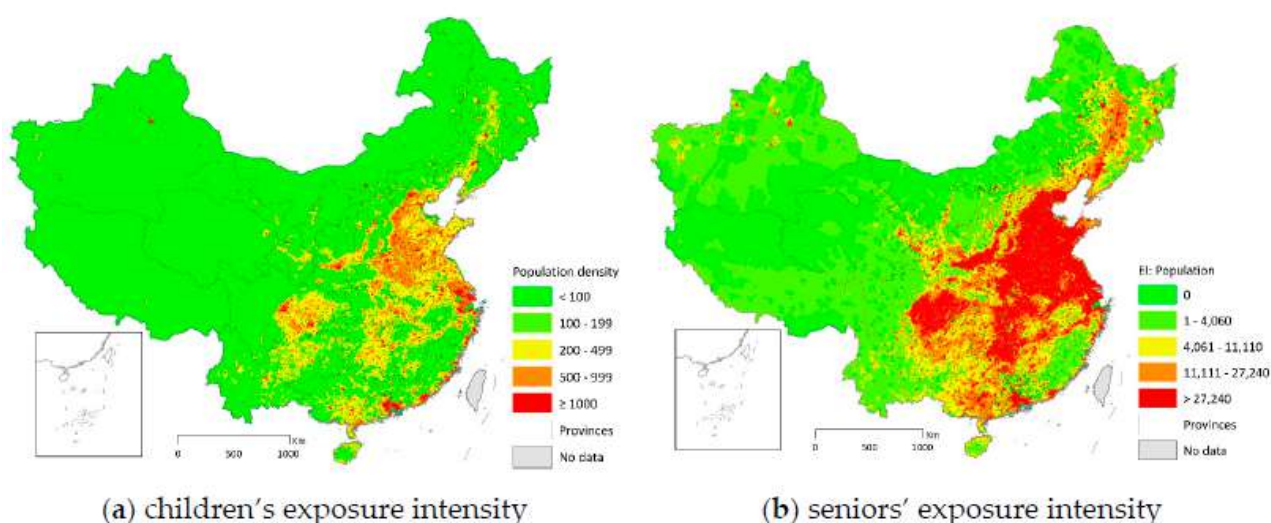 Population density
< 100
100 - 199
200 - 499
500 - 999
≥ 1000
Provinces
No data
Km
0 500 1000
(a) children's exposure intensity
EI: Population
0
1 - 4,060
4,061 - 11,110
11,111 - 27,240
> 27,240
Provinces
No data
Km
0 500 1000
(b) seniors' exposure intensity